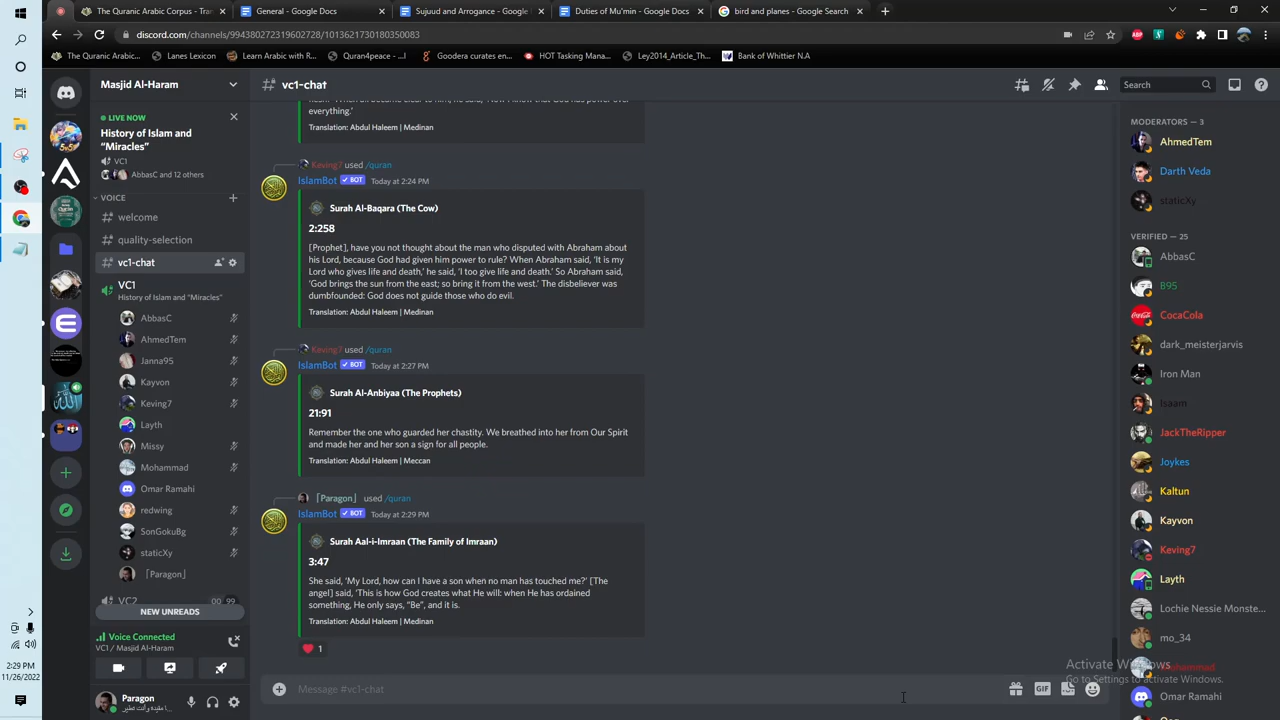 The Quranic Arabic Corpus - Tran
General - Google Docs
Sujuud and Arrogance - Google
Duties of Mu'min - Google Docs
bird and planes - Google Search
discord.com/channels/994380272319602728/1013621730180350083
The Quranic Arabic...
Lanes Lexicon
Learn Arabic with R...
Quran4peace - ...
Goodera curates en...
HOT Tasking Mana...
Ley2014_Article_Th...
Bank of Whittier N.A
Masjid Al-Haram
vc1-chat
Search
LIVE NOW
History of Islam and
“Miracles”
VC1
AbbasC and 12 others
VOICE
welcome
quality-selection
vc1-chat
VC1
History of Islam and “Miracles”
AbbasC
AhmedTem
Janna95
Kayvon
Keving7
Layth
Missy
Mohammad
Omar Ramahi
redwing
SonGokuBg
staticXy
「Paragon」
VC2
00 99
NEW UNREADS
Voice Connected
VC1 / Masjid Al-Haram
Paragon
2:29 PM
11/26/2022
everything.’
Translation: Abdul Haleem | Medinan
Keving7 used /quran
IslamBot BOT Today at 2:24 PM
Surah Al-Baqara (The Cow)
2:258
[Prophet], have you not thought about the man who disputed with Abraham about
his Lord, because God had given him power to rule? When Abraham said, ‘It is my
Lord who gives life and death,’ he said, ‘I too give life and death.’ So Abraham said,
‘God brings the sun from the east; so bring it from the west.’ The disbeliever was
dumbfounded: God does not guide those who do evil.
Translation: Abdul Haleem | Medinan
Keving7 used /quran
IslamBot BOT Today at 2:27 PM
Surah Al-Anbiyaa (The Prophets)
21:91
Remember the one who guarded her chastity. We breathed into her from Our Spirit
and made her and her son a sign for all people.
Translation: Abdul Haleem | Meccan
「Paragon」 used /quran
IslamBot BOT Today at 2:29 PM
Surah Aal-i-Imraan (The Family of Imraan)
3:47
She said, ‘My Lord, how can I have a son when no man has touched me?’ [The
angel] said, ‘This is how God creates what He will: when He has ordained
something, He only says, “Be”, and it is.
Translation: Abdul Haleem | Medinan
1
Message #vc1-chat
GIF
MODERATORS — 3
AhmedTem
Darth Veda
staticXy
VERIFIED — 25
AbbasC
B95
CocaCola
dark_meisterjarvis
Iron Man
Isaam
JackTheRipper
Joykes
Kaltun
Kayvon
Keving7
Layth
Lochie Nessie Monste...
mo_34
Mohammad
Omar Ramahi
Activate Windows
Go to Settings to activate Windows.